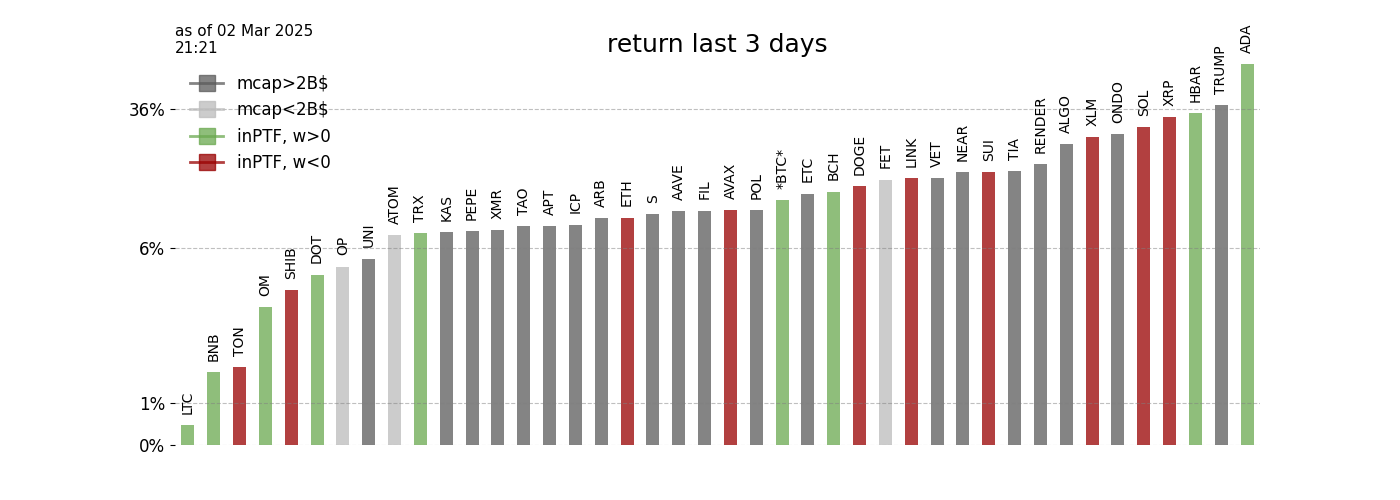 as of 02 Mar 2025
21:21
return last 3 days
mcap>2B$
mcap<2B$
inPTF, w>0
inPTF, w<0
36%
6%
1%
0%
LTC
BNB
TON
OM
SHIB
DOT
OP
UNI
ATOM
TRX
KAS
PEPE
XMR
TAO
APT
ICP
ARB
ETH
S
AAVE
FIL
AVAX
POL
*BTC*
ETC
BCH
DOGE
FET
LINK
VET
NEAR
SUI
TIA
RENDER
ALGO
XLM
ONDO
SOL
XRP
HBAR
TRUMP
ADA